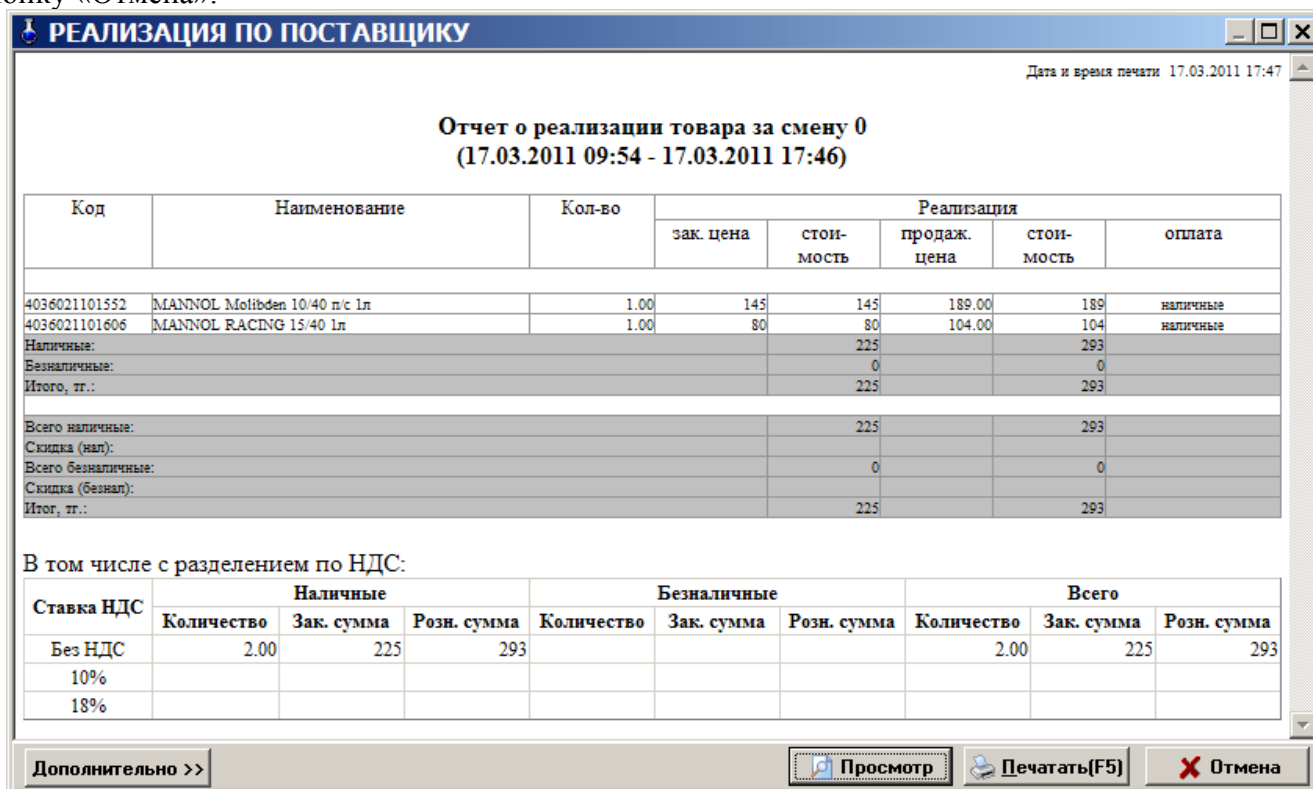 РЕАЛИЗАЦИЯ ПО ПОСТАВЩИКУ
Дата и время печати 17.03.2011 17:47
Отчет о реализации товара за смену 0
(17.03.2011 09:54 - 17.03.2011 17:46)
Код Наименование Кол-во Реализация
зак. цена стои- продаж. стои- оплата
мость цена мость
4036021101552 MANNOL Molibden 10/40 п/с 1л 1.00 145 145 189.00 189 наличные
4036021101606 MANNOL RACING 15/40 1л 1.00 80 80 104.00 104 наличные
Наличные: 225 293
Безналичные: 0 0
Итого, тг.: 225 293
Всего наличные: 225 293
Скидка (нал):
Всего безналичные: 0 0
Скидка (безнал):
Итог, тг.: 225 293
В том числе с разделением по НДС:
Ставка НДС Наличные Безналичные Всего
Количество Зак. сумма Розн. сумма Количество Зак. сумма Розн. сумма Количество Зак. сумма Розн. сумма
Без НДС 2.00 225 293 2.00 225 293
10%
18%
Дополнительно >> Просмотр Печатать(F5) Отмена